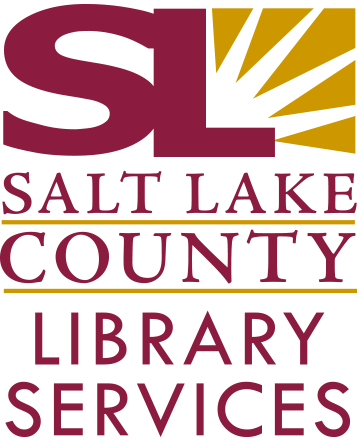 SL
SALT LAKE
COUNTY
LIBRARY
SERVICES